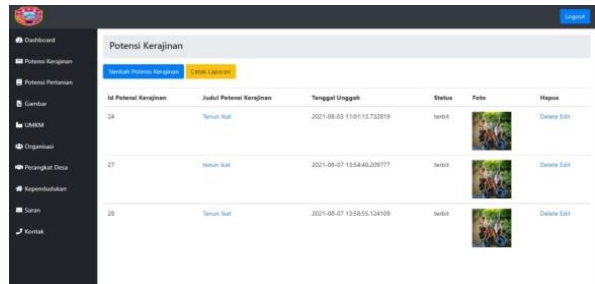 Logout
Dashboard
Potensi Kerajinan
Potensi Pertanian
Gambar
UMKM
Organisasi
Perangkat Desa
Kependudukan
Saran
Kontak
Potensi Kerajinan
Tambah Potensi Kerajinan Cetak Laporan
Id Potensi Kerajinan Judul Potensi Kerajinan Tanggal Unggah Status Foto Hapus
24 Tenun Ikat 2021-08-03 11:01:13.732819 terbit Delete Edit
27 tenun ikat 2021-08-07 13:54:40.209777 terbit Delete Edit
28 Tenun Ikat 2021-08-07 13:58:55.124109 terbit Delete Edit